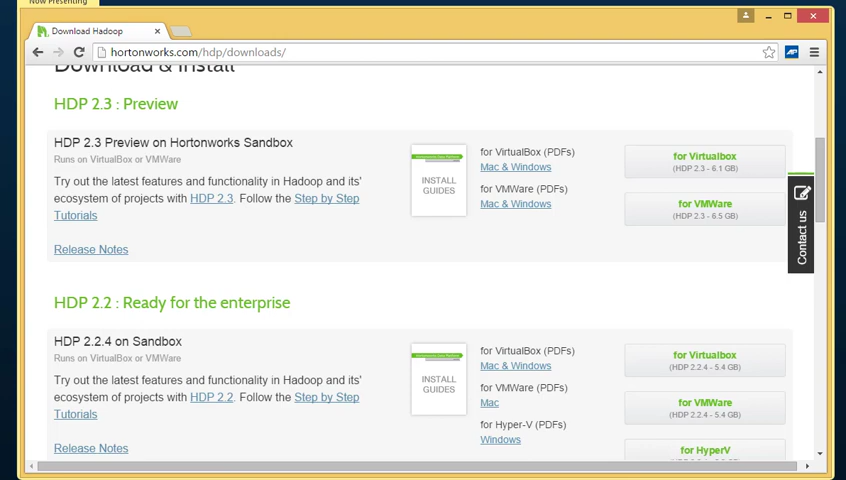 Now Presenting
Download Hadoop
hortonworks.com/hdp/downloads/
Download & Install
HDP 2.3 : Preview
HDP 2.3 Preview on Hortonworks Sandbox
Runs on VirtualBox or VMWare
Try out the latest features and functionality in Hadoop and its'
ecosystem of projects with HDP 2.3. Follow the Step by Step
Tutorials
Release Notes
INSTALL
GUIDES
for VirtualBox (PDFs)
Mac & Windows
for VMWare (PDFs)
Mac & Windows
for Virtualbox
(HDP 2.3 - 6.1 GB)
for VMWare
(HDP 2.3 - 6.5 GB)
Contact us
HDP 2.2 : Ready for the enterprise
HDP 2.2.4 on Sandbox
Runs on VirtualBox or VMWare
Try out the latest features and functionality in Hadoop and its'
ecosystem of projects with HDP 2.2. Follow the Step by Step
Tutorials
Release Notes
INSTALL
GUIDES
for VirtualBox (PDFs)
Mac & Windows
for VMWare (PDFs)
Mac
for Hyper-V (PDFs)
Windows
for Virtualbox
(HDP 2.2.4 - 5.4 GB)
for VMWare
(HDP 2.2.4 - 5.4 GB)
for HyperV